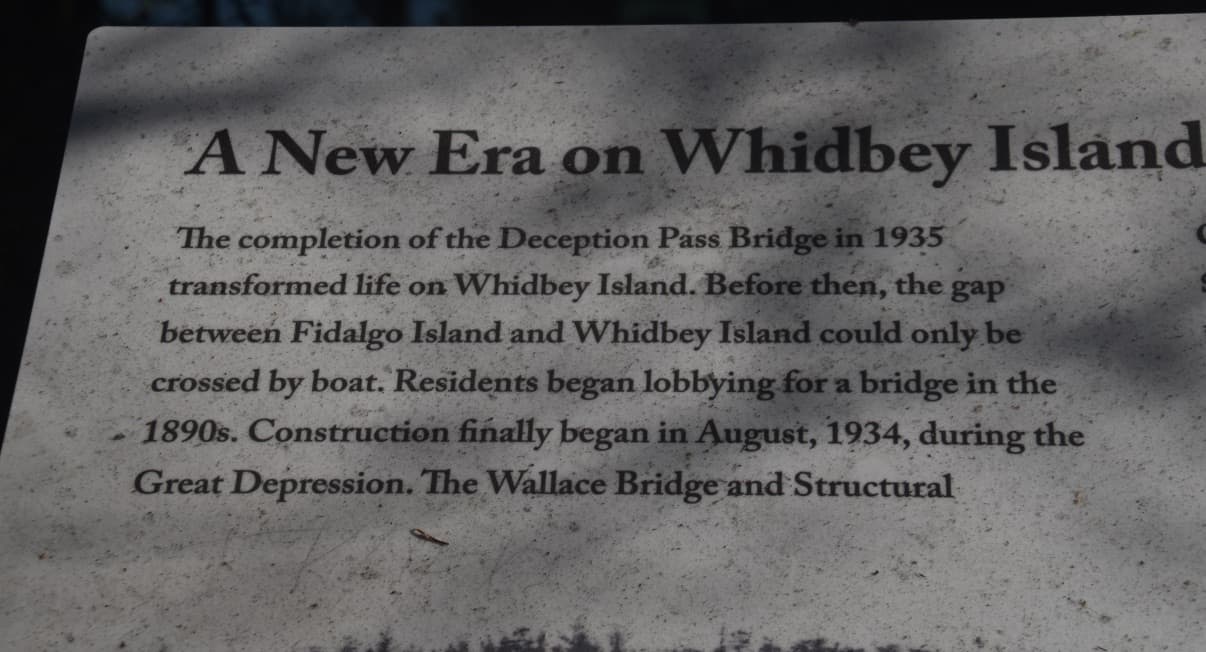 A New Era on Whidbey Island
The completion of the Deception Pass Bridge in 1935
transformed life on Whidbey Island. Before then, the gap
between Fidalgo Island and Whidbey Island could only be
crossed by boat. Residents began lobbying for a bridge in the
1890s. Construction finally began in August, 1934, during the
Great Depression. The Wallace Bridge and Structural